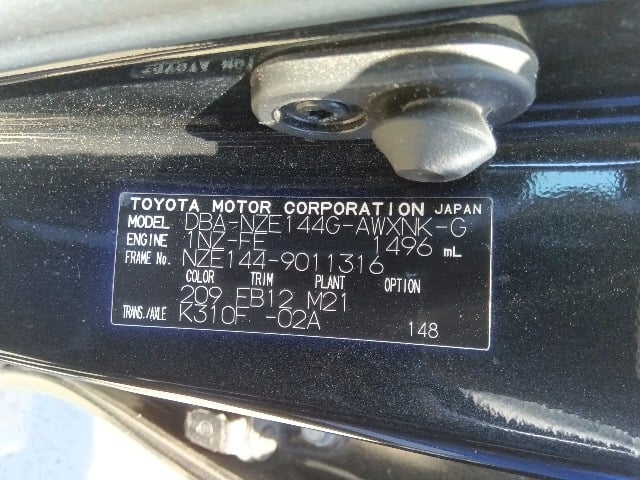 TOYOTA MOTOR CORPORATION JAPAN
MODEL DBA-NZE144G-AWXNK-G
ENGINE 1NZ-FE 1496 mL
FRAME No. NZE144-9011316
COLOR TRIM PLANT OPTION
209 FB12 M21
TRANS./AXLE K310F -02A
148